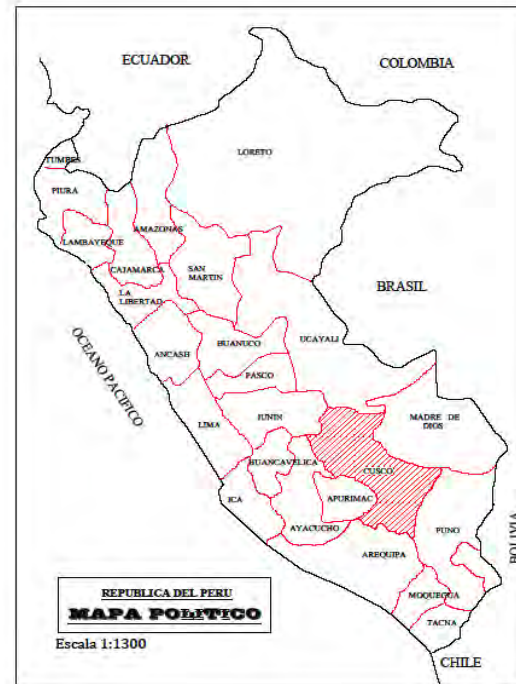 ECUADOR
COLOMBIA
TUMBES
LORETO
PIURA
AMAZONAS
LAMBAYEQUE
CAJAMARCA
SAN
MARTIN
LA
LIBERTAD
BRASIL
OCEANO PACIFICO
ANCASH
HUANUCO
UCAYALI
PASCO
LIMA
JUNIN
MADRE DE
DIOS
HUANCAVELICA
CUSCO
ICA
APURIMAC
AYACUCHO
PUNO
BOLIVIA
AREQUIPA
MOQUEGUA
TACNA
CHILE
REPUBLICA DEL PERU
MAPA POLITICO
Escala 1:1300